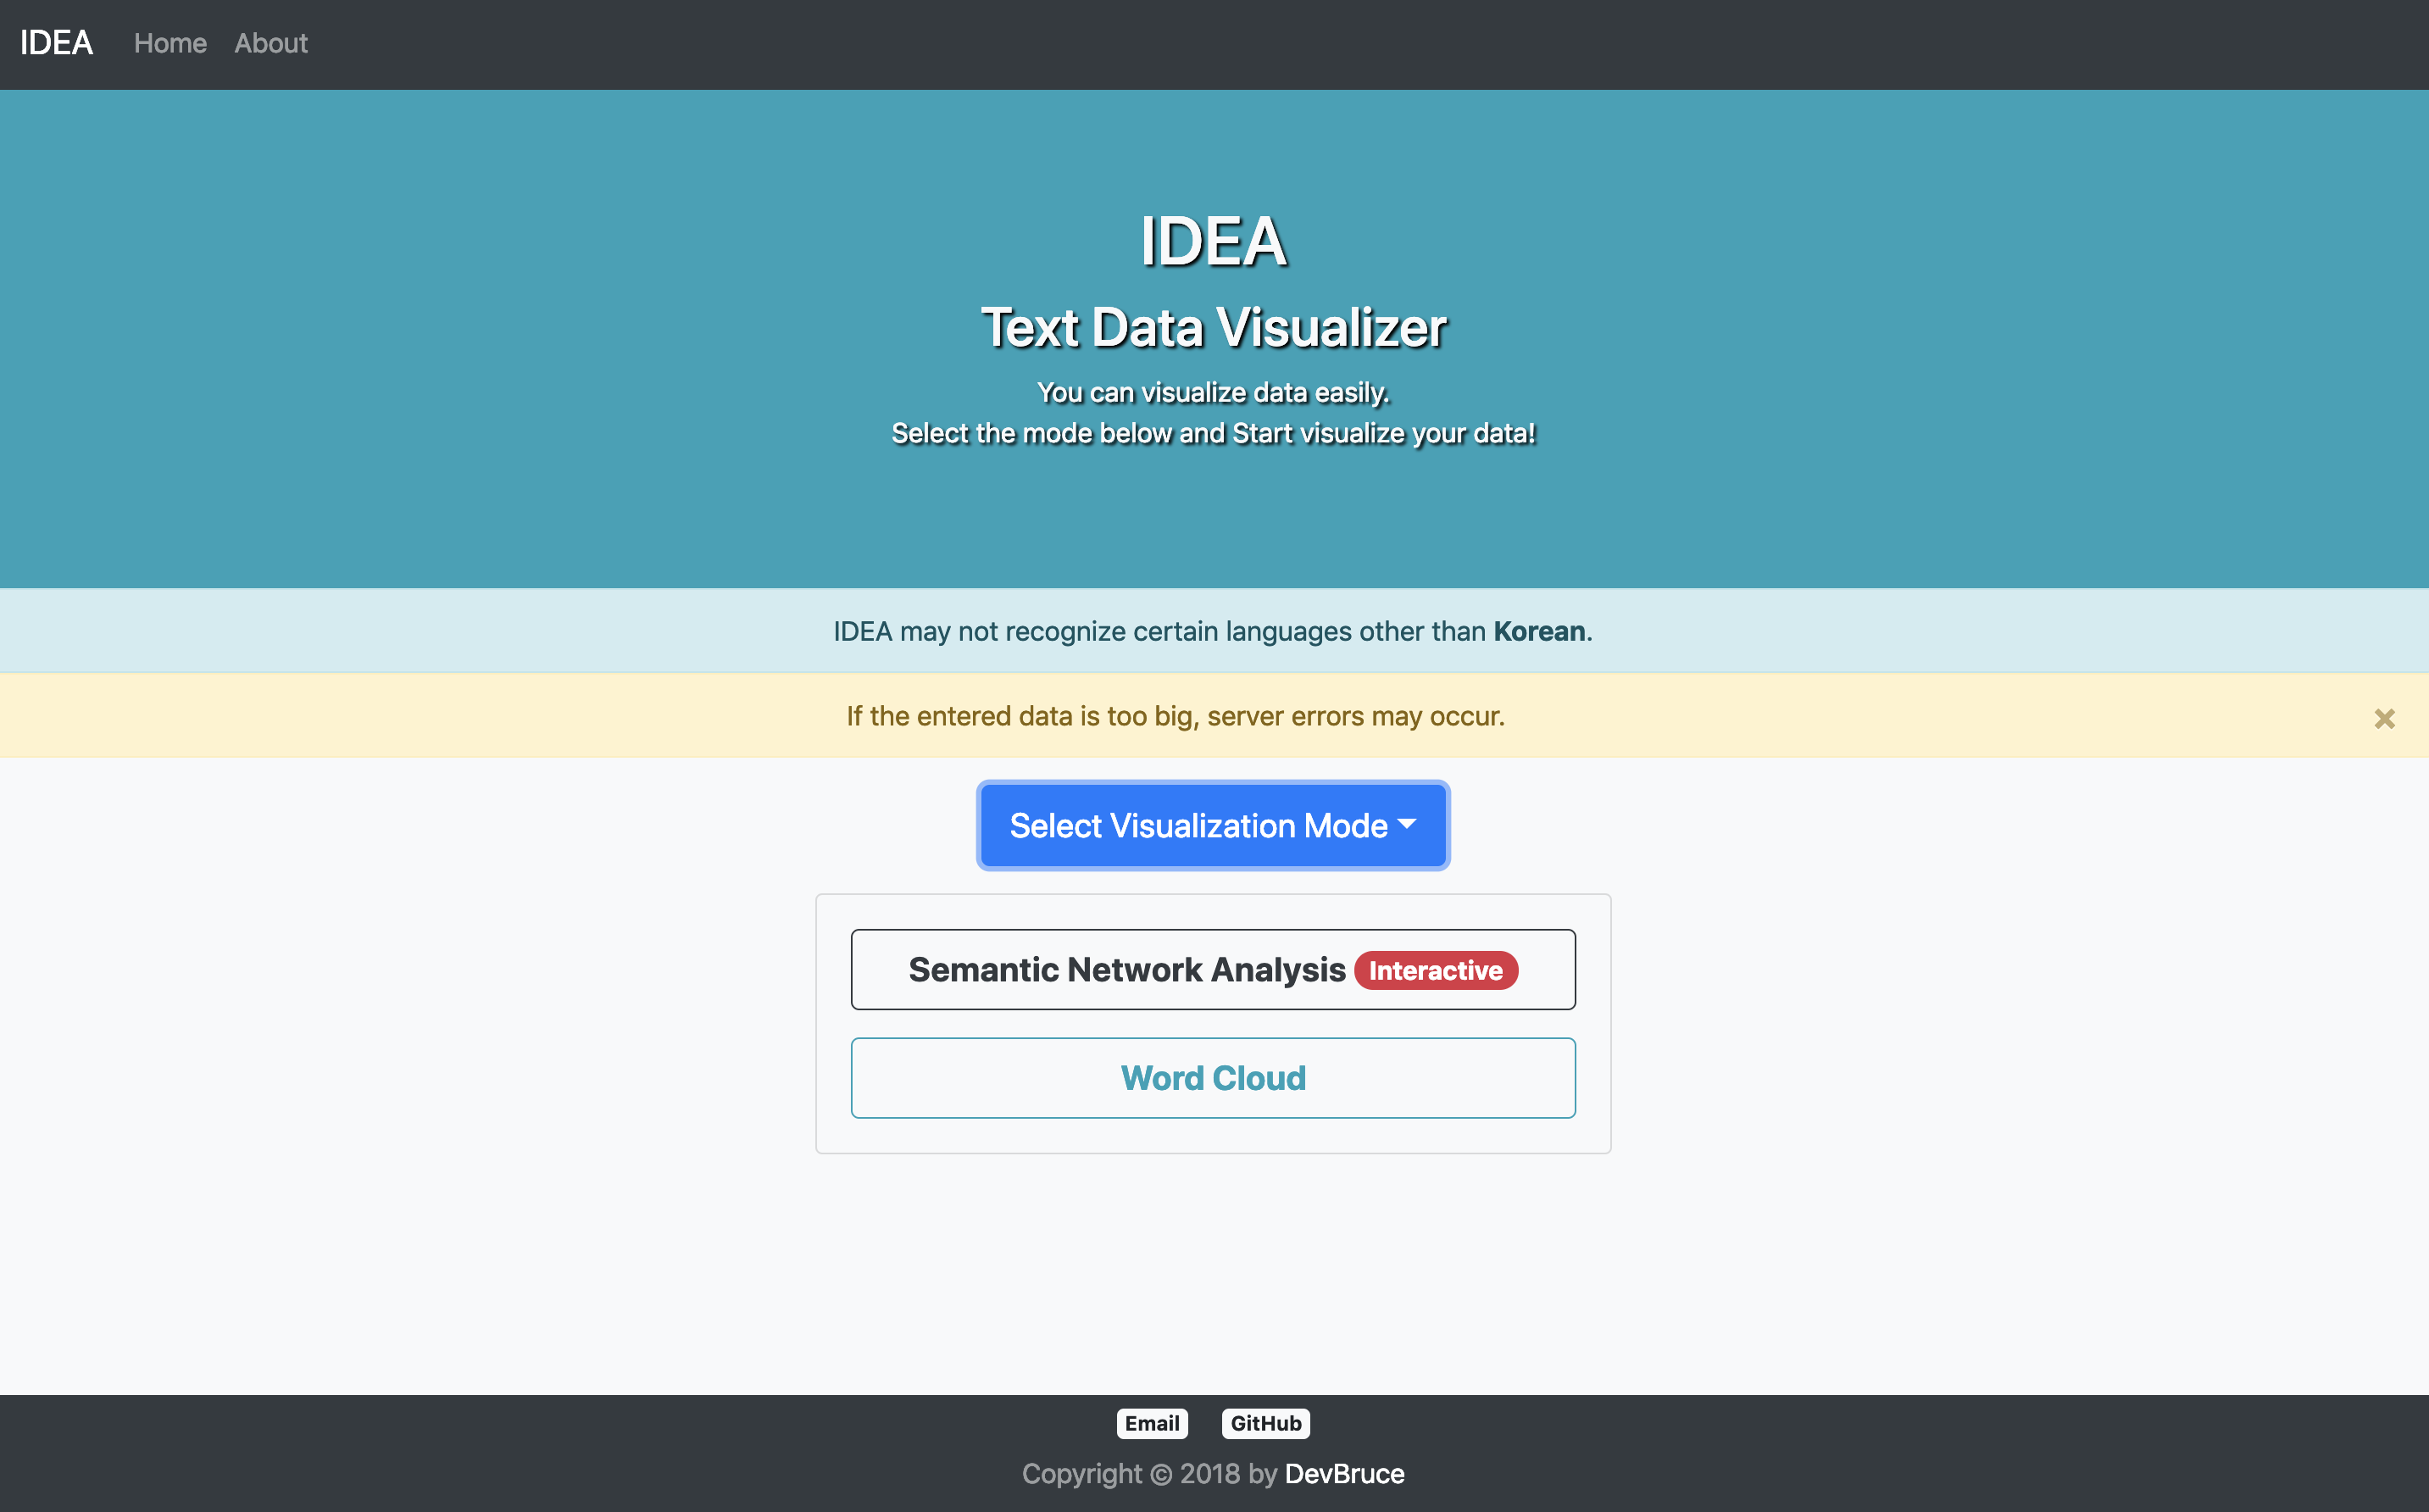 IDEA Home About
IDEA
Text Data Visualizer
You can visualize data easily.
Select the mode below and Start visualize your data!
IDEA may not recognize certain languages other than Korean.
If the entered data is too big, server errors may occur. ×
Select Visualization Mode
Semantic Network Analysis Interactive
Word Cloud
Email GitHub
Copyright © 2018 by DevBruce